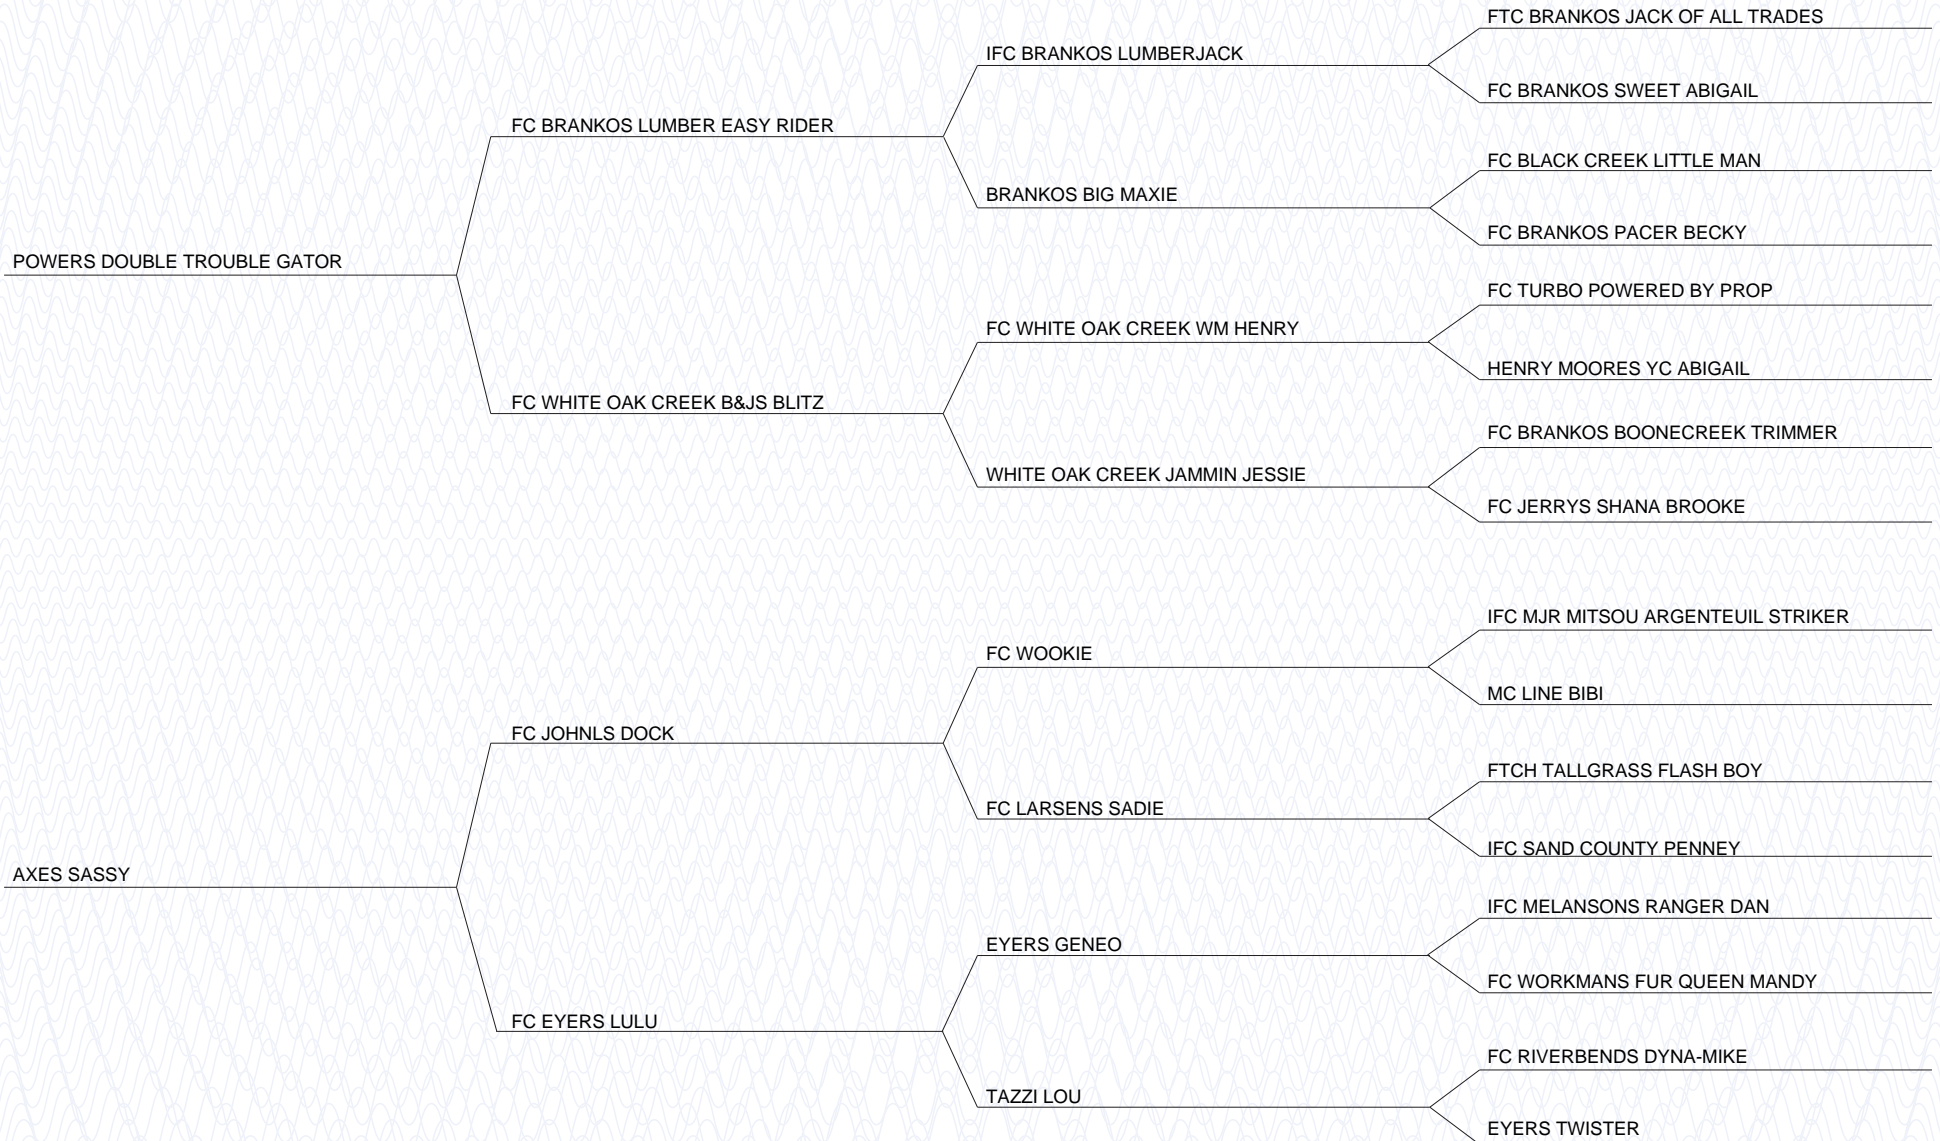 FTC BRANKOS JACK OF ALL TRADES
IFC BRANKOS LUMBERJACK
FC BRANKOS SWEET ABIGAIL
FC BRANKOS LUMBER EASY RIDER
FC BLACK CREEK LITTLE MAN
BRANKOS BIG MAXIE
FC BRANKOS PACER BECKY
POWERS DOUBLE TROUBLE GATOR
FC TURBO POWERED BY PROP
FC WHITE OAK CREEK WM HENRY
HENRY MOORES YC ABIGAIL
FC WHITE OAK CREEK B&JS BLITZ
FC BRANKOS BOONECREEK TRIMMER
WHITE OAK CREEK JAMMIN JESSIE
FC JERRYS SHANA BROOKE
IFC MJR MITSOU ARGENTEUIL STRIKER
FC WOOKIE
MC LINE BIBI
FC JOHNLS DOCK
FTCH TALLGRASS FLASH BOY
FC LARSENS SADIE
IFC SAND COUNTY PENNEY
AXES SASSY
IFC MELANSONS RANGER DAN
EYERS GENEO
FC WORKMANS FUR QUEEN MANDY
FC EYERS LULU
FC RIVERBENDS DYNA-MIKE
TAZZI LOU
EYERS TWISTER